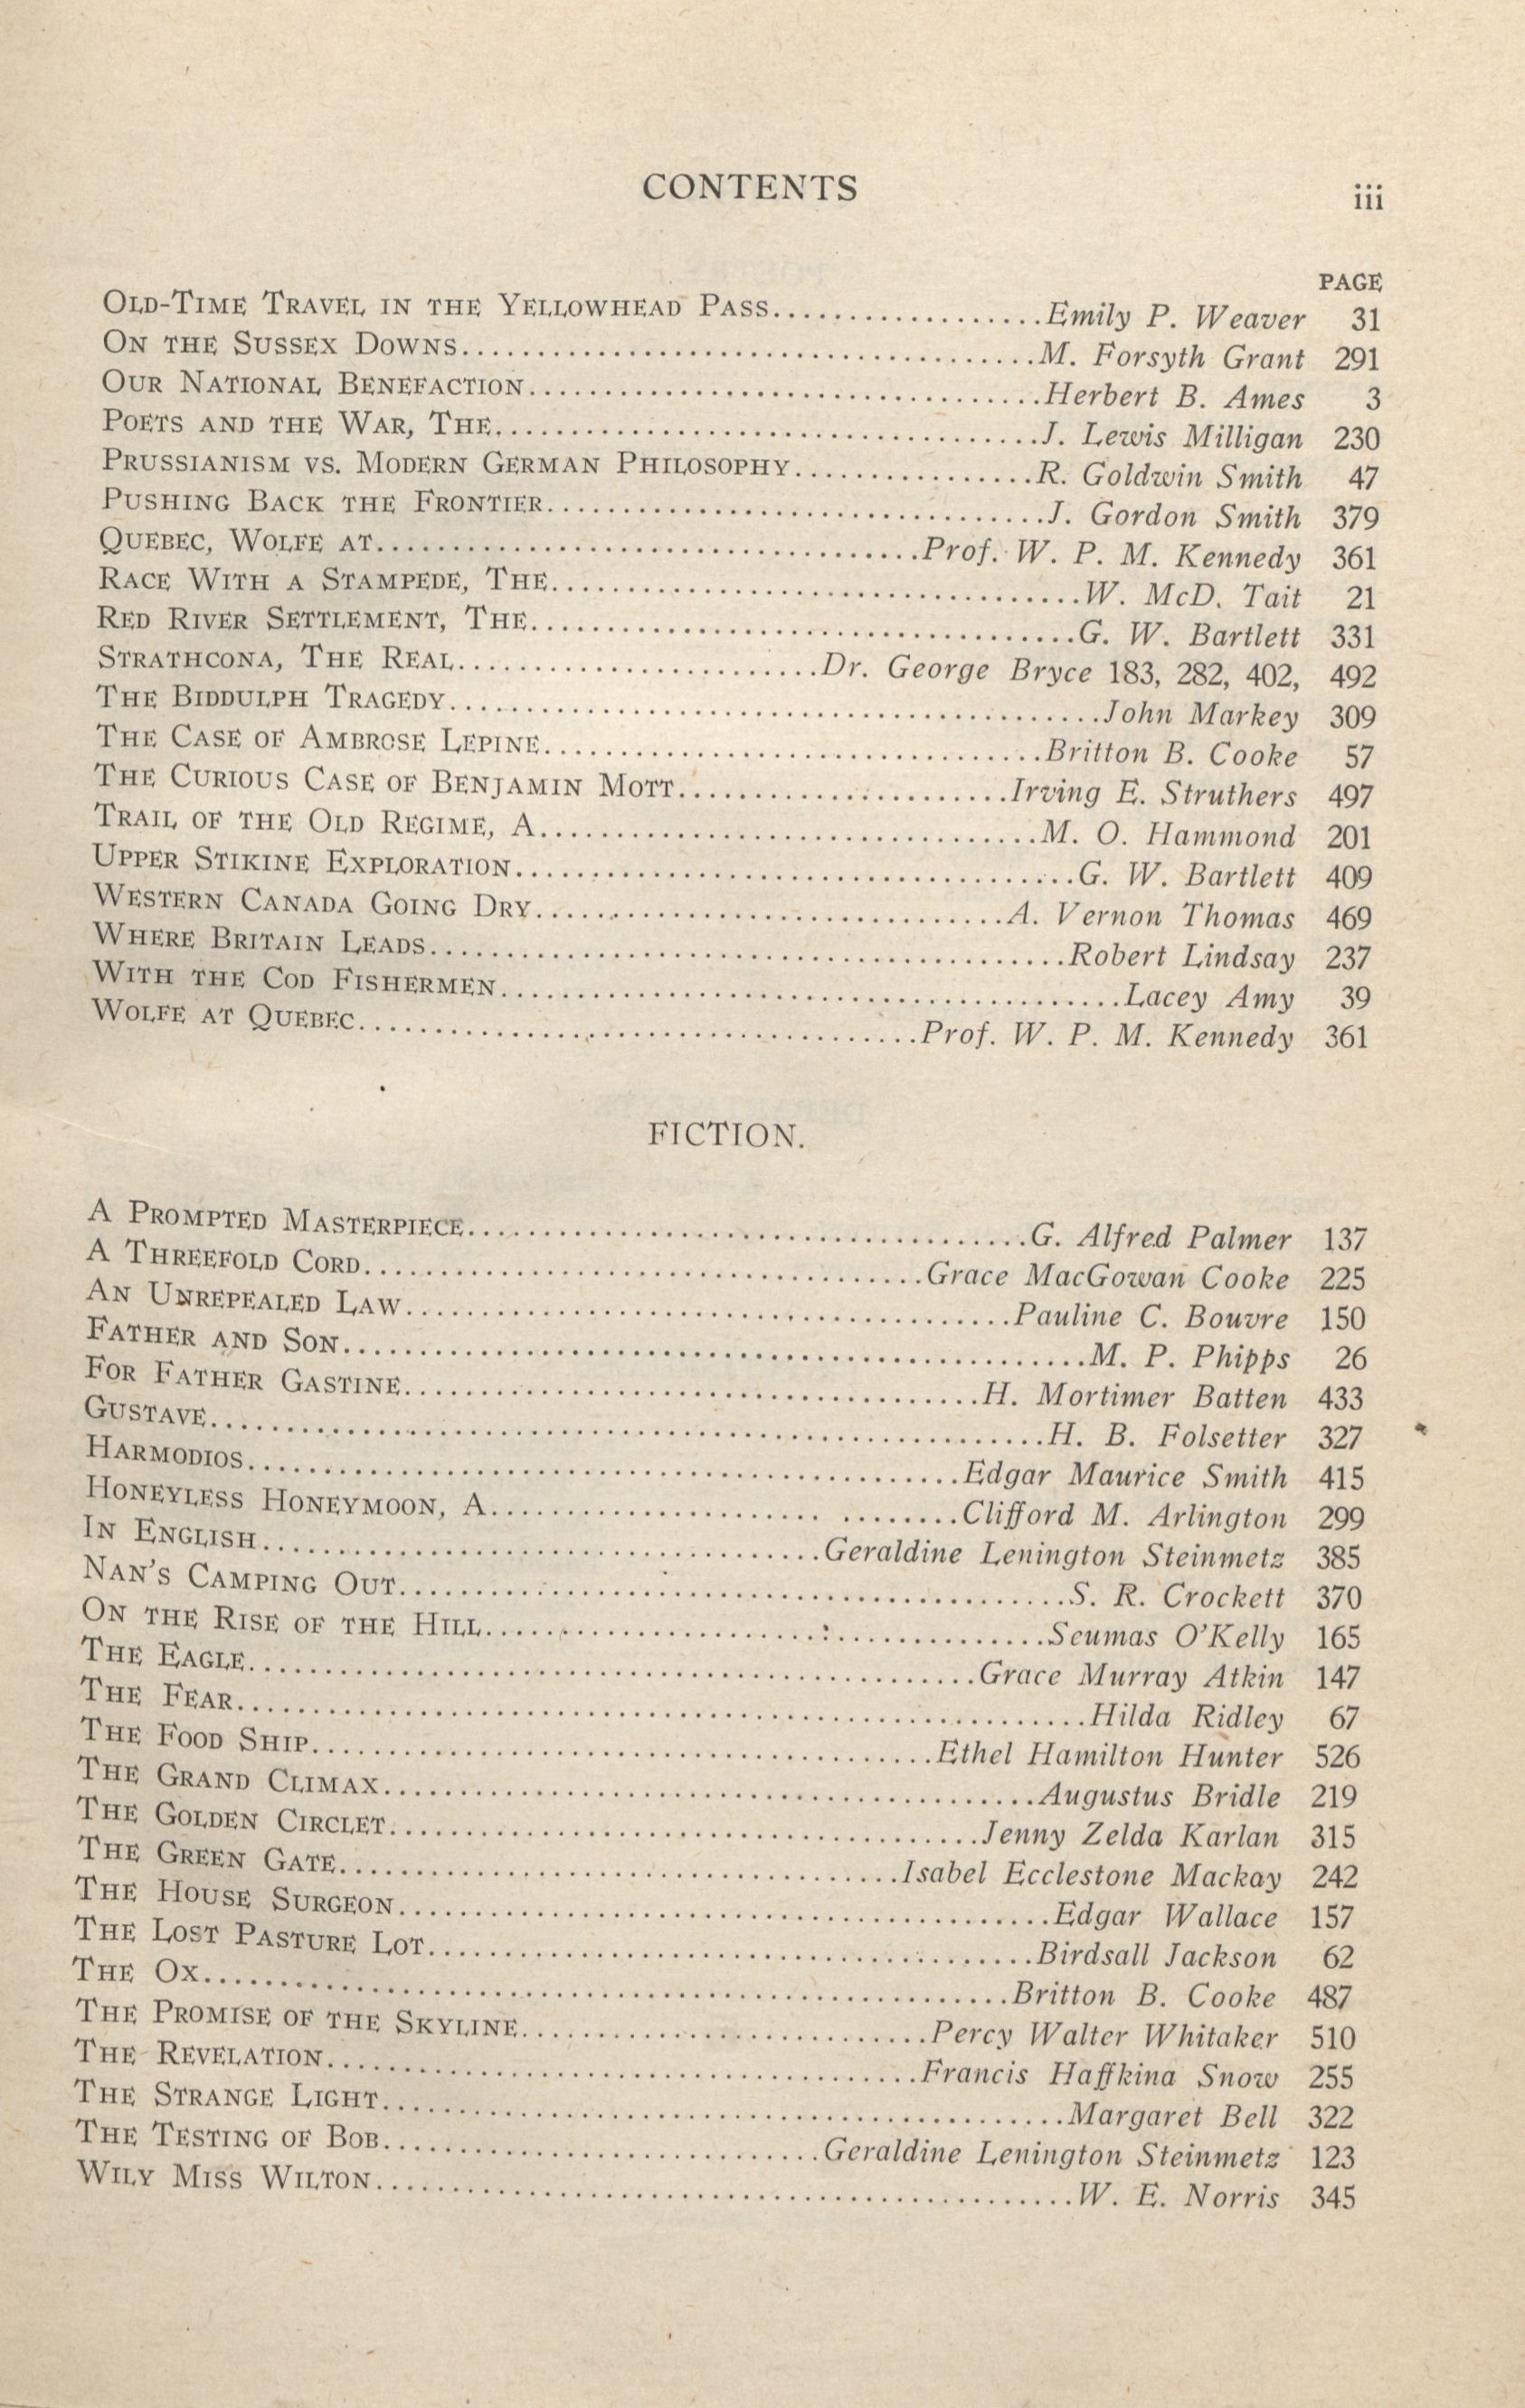 CONTENTS iii
PAGE
Old-Time Travel in the Yellowhead Pass..................Emily P. Weaver 31
On the Sussex Downs.....................................M. Forsyth Grant 291
Our National Benefaction.................................Herbert B. Ames 3
Poets and the War, The..................................J. Lewis Milligan 230
Prussianism vs. Modern German Philosophy................R. Goldwin Smith 47
Pushing Back the Frontier................................J. Gordon Smith 379
Quebec, Wolfe at...................................Prof. W. P. M. Kennedy 361
Race With a Stampede, The..................................W. McD. Tait 21
Red River Settlement, The...................................G. W. Bartlett 331
Strathcona, The Real.......................Dr. George Bryce 183, 282, 402, 492
The Biddulph Tragedy..........................................John Markey 309
The Case of Ambrose Lepine................................Britton B. Cooke 57
The Curious Case of Benjamin Mott.....................Irving E. Struthers 497
Trail of the Old Regime, A................................M. O. Hammond 201
Upper Stikine Exploration....................................G. W. Bartlett 409
Western Canada Going Dry..............................A. Vernon Thomas 469
Where Britain Leads.........................................Robert Lindsay 237
With the Cod Fishermen........................................Lacey Amy 39
Wolfe at Quebec....................................Prof. W. P. M. Kennedy 361
FICTION.
A Prompted Masterpiece....................................G. Alfred Palmer 137
A Threefold Cord....................................Grace MacGowan Cooke 225
An Unrepealed Law.......................................Pauline C. Bouvre 150
Father and Son................................................M. P. Phipps 26
For Father Gastine.....................................H. Mortimer Batten 433
Gustave......................................................H. B. Folsetter 327
Harmodios..............................................Edgar Maurice Smith 415
Honeyless Honeymoon, A...................... ........Clifford M. Arlington 299
In English....................................Geraldine Lenington Steinmetz 385
Nan's Camping Out...........................................S. R. Crockett 370
On the Rise of the Hill....................................Seumas O'Kelly 165
The Eagle...............................................Grace Murray Atkin 147
The Fear.......................................................Hilda Ridley 67
The Food Ship........................................Ethel Hamilton Hunter 526
The Grand Climax..........................................Augustus Bridle 219
The Golden Circlet......................................Jenny Zelda Karlan 315
The Green Gate....................................Isabel Ecclestone Mackay 242
The House Surgeon..........................................Edgar Wallace 157
The Lost Pasture Lot.......................................Birdsall Jackson 62
The Ox....................................................Britton B. Cooke 487
The Promise of the Skyline..........................Percy Walter Whitaker 510
The Revelation......................................Francis Haffkina Snow 255
The Strange Light............................................Margaret Bell 322
The Testing of Bob............................Geraldine Lenington Steinmetz 123
Wily Miss Wilton.............................................W. E. Norris 345